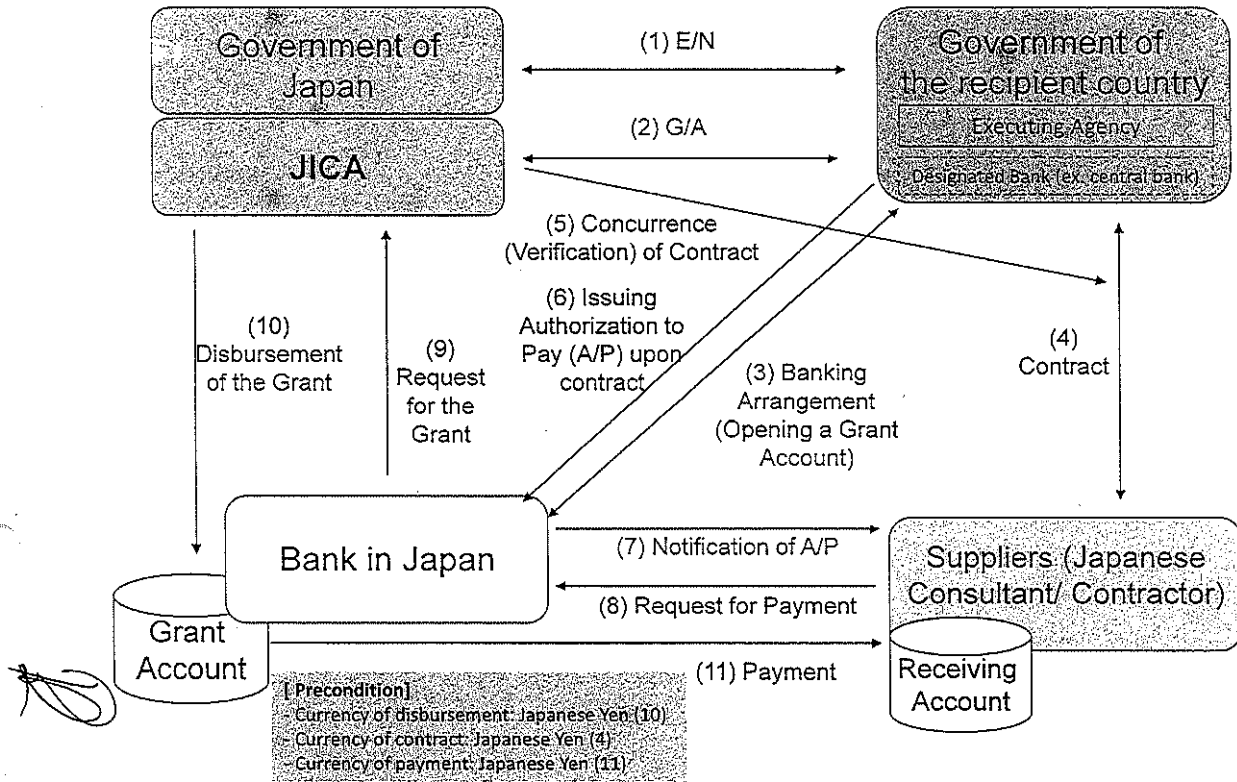 Government of
Japan
JICA
(1) E/N
(2) G/A
Government of
the recipient country
Executing Agency
Designated Bank (ex. central bank)
(5) Concurrence
(Verification) of Contract
(6) Issuing
Authorization to
Pay (A/P) upon
contract
(10)
Disbursement
of the Grant
(9)
Request
for the
Grant
(3) Banking
Arrangement
(Opening a Grant
Account)
(4)
Contract
Bank in Japan
(7) Notification of A/P
(8) Request for Payment
Suppliers (Japanese
Consultant/ Contractor)
Grant
Account
(11) Payment
Receiving
Account
[ Precondition]
- Currency of disbursement: Japanese Yen (10)
- Currency of contract: Japanese Yen (4)
- Currency of payment: Japanese Yen (11)